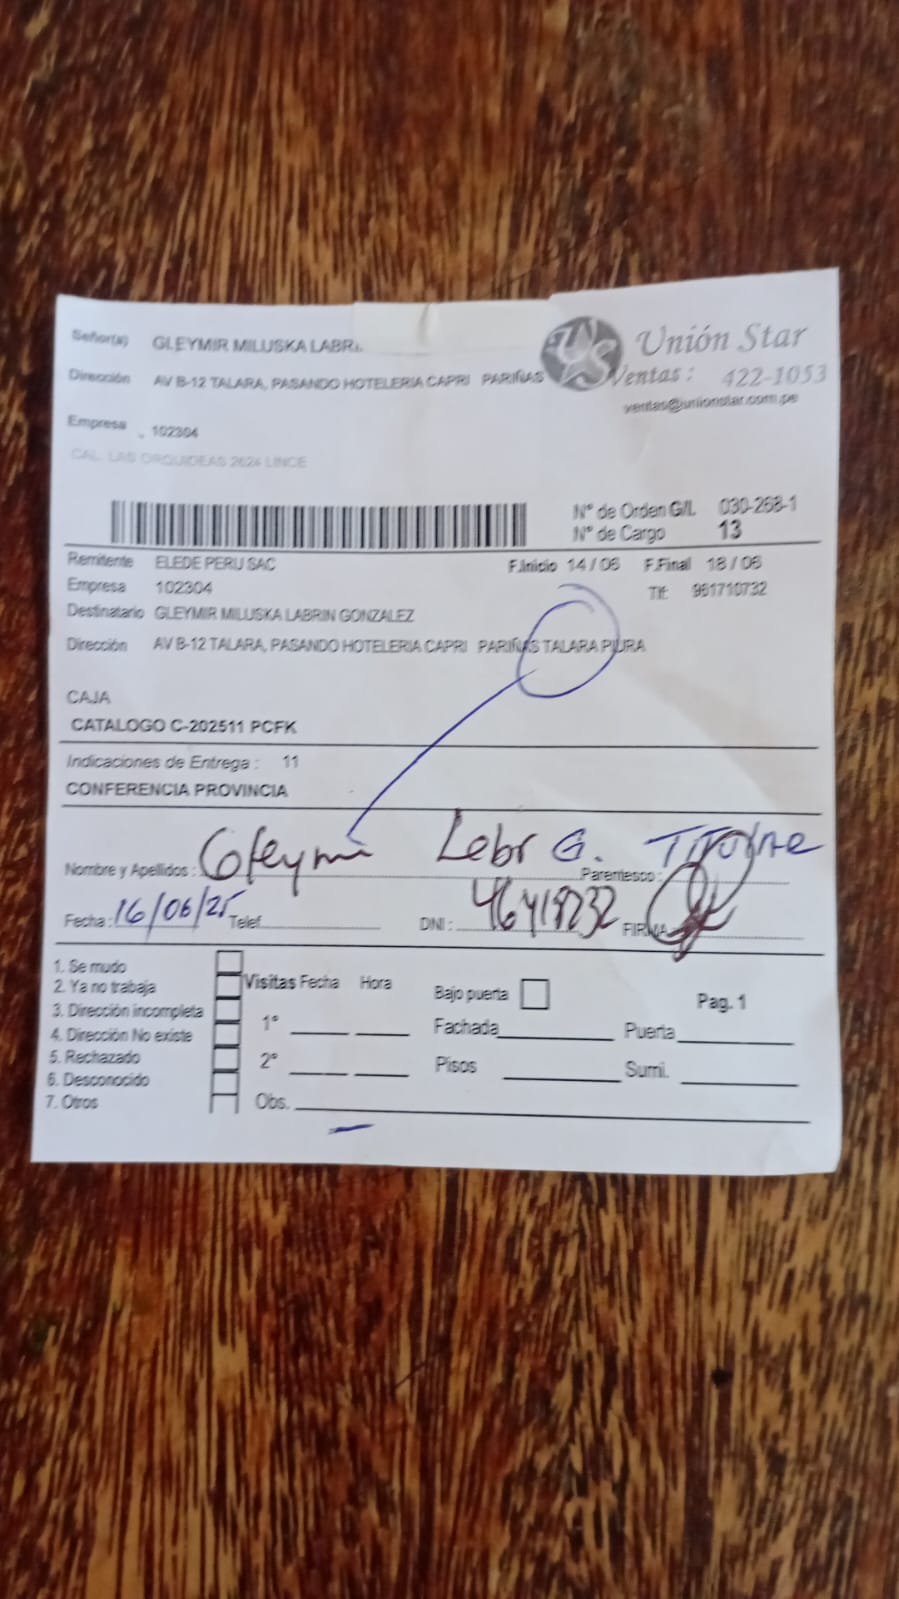 Señor(a) GLEYMIR MILUSKA LABRI
Unión Star
Dirección AV B-12 TALARA, PASANDO HOTELERIA CAPRI PARIÑAS
Ventas: 422-1053
ventas@unionstar.com.pe
Empresa . 102304
CAL. LAS ORQUIDEAS 2624 LINCE
N° de Orden G/L 030-268-1
N° de Cargo 13
Remitente ELEDE PERU SAC F.Inicio 14 / 06 F.Final 18 / 06
Empresa 102304 Tlf: 961710732
Destinatario GLEYMIR MILUSKA LABRIN GONZALEZ
Dirección AV B-12 TALARA, PASANDO HOTELERIA CAPRI PARIÑAS TALARA PIURA
CAJA
CATALOGO C-202511 PCFK
Indicaciones de Entrega : 11
CONFERENCIA PROVINCIA
Nombre y Apellidos : Gleymi Labr G. Parentesco :
Fecha : 16/06/25 Telef. DNI : FIRMA
1. Se mudo
2. Ya no trabaja
3. Dirección incompleta
4. Dirección No existe
5. Rechazado
6. Desconocido
7. Otros
Visitas Fecha Hora Bajo puerta Pag. 1
1° Fachada Puerta
2° Pisos Sumi.
Obs.